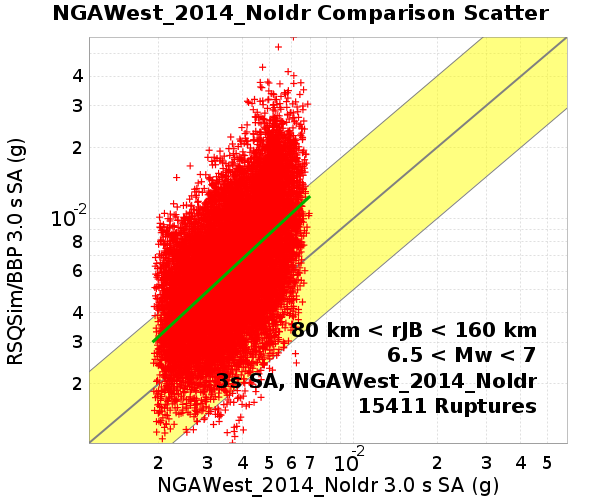 NGAWest_2014_NoIdr Comparison Scatter
RSQSim/BBP 3.0 s SA (g)
4
3
2
10-2
8
6
4
3
2
80 km < rJB < 160 km
6.5 < Mw < 7
3s SA, NGAWest_2014_NoIdr
15411 Ruptures
2 3 4 5 6 7 10-2 2 3 4 5
NGAWest_2014_NoIdr 3.0 s SA (g)